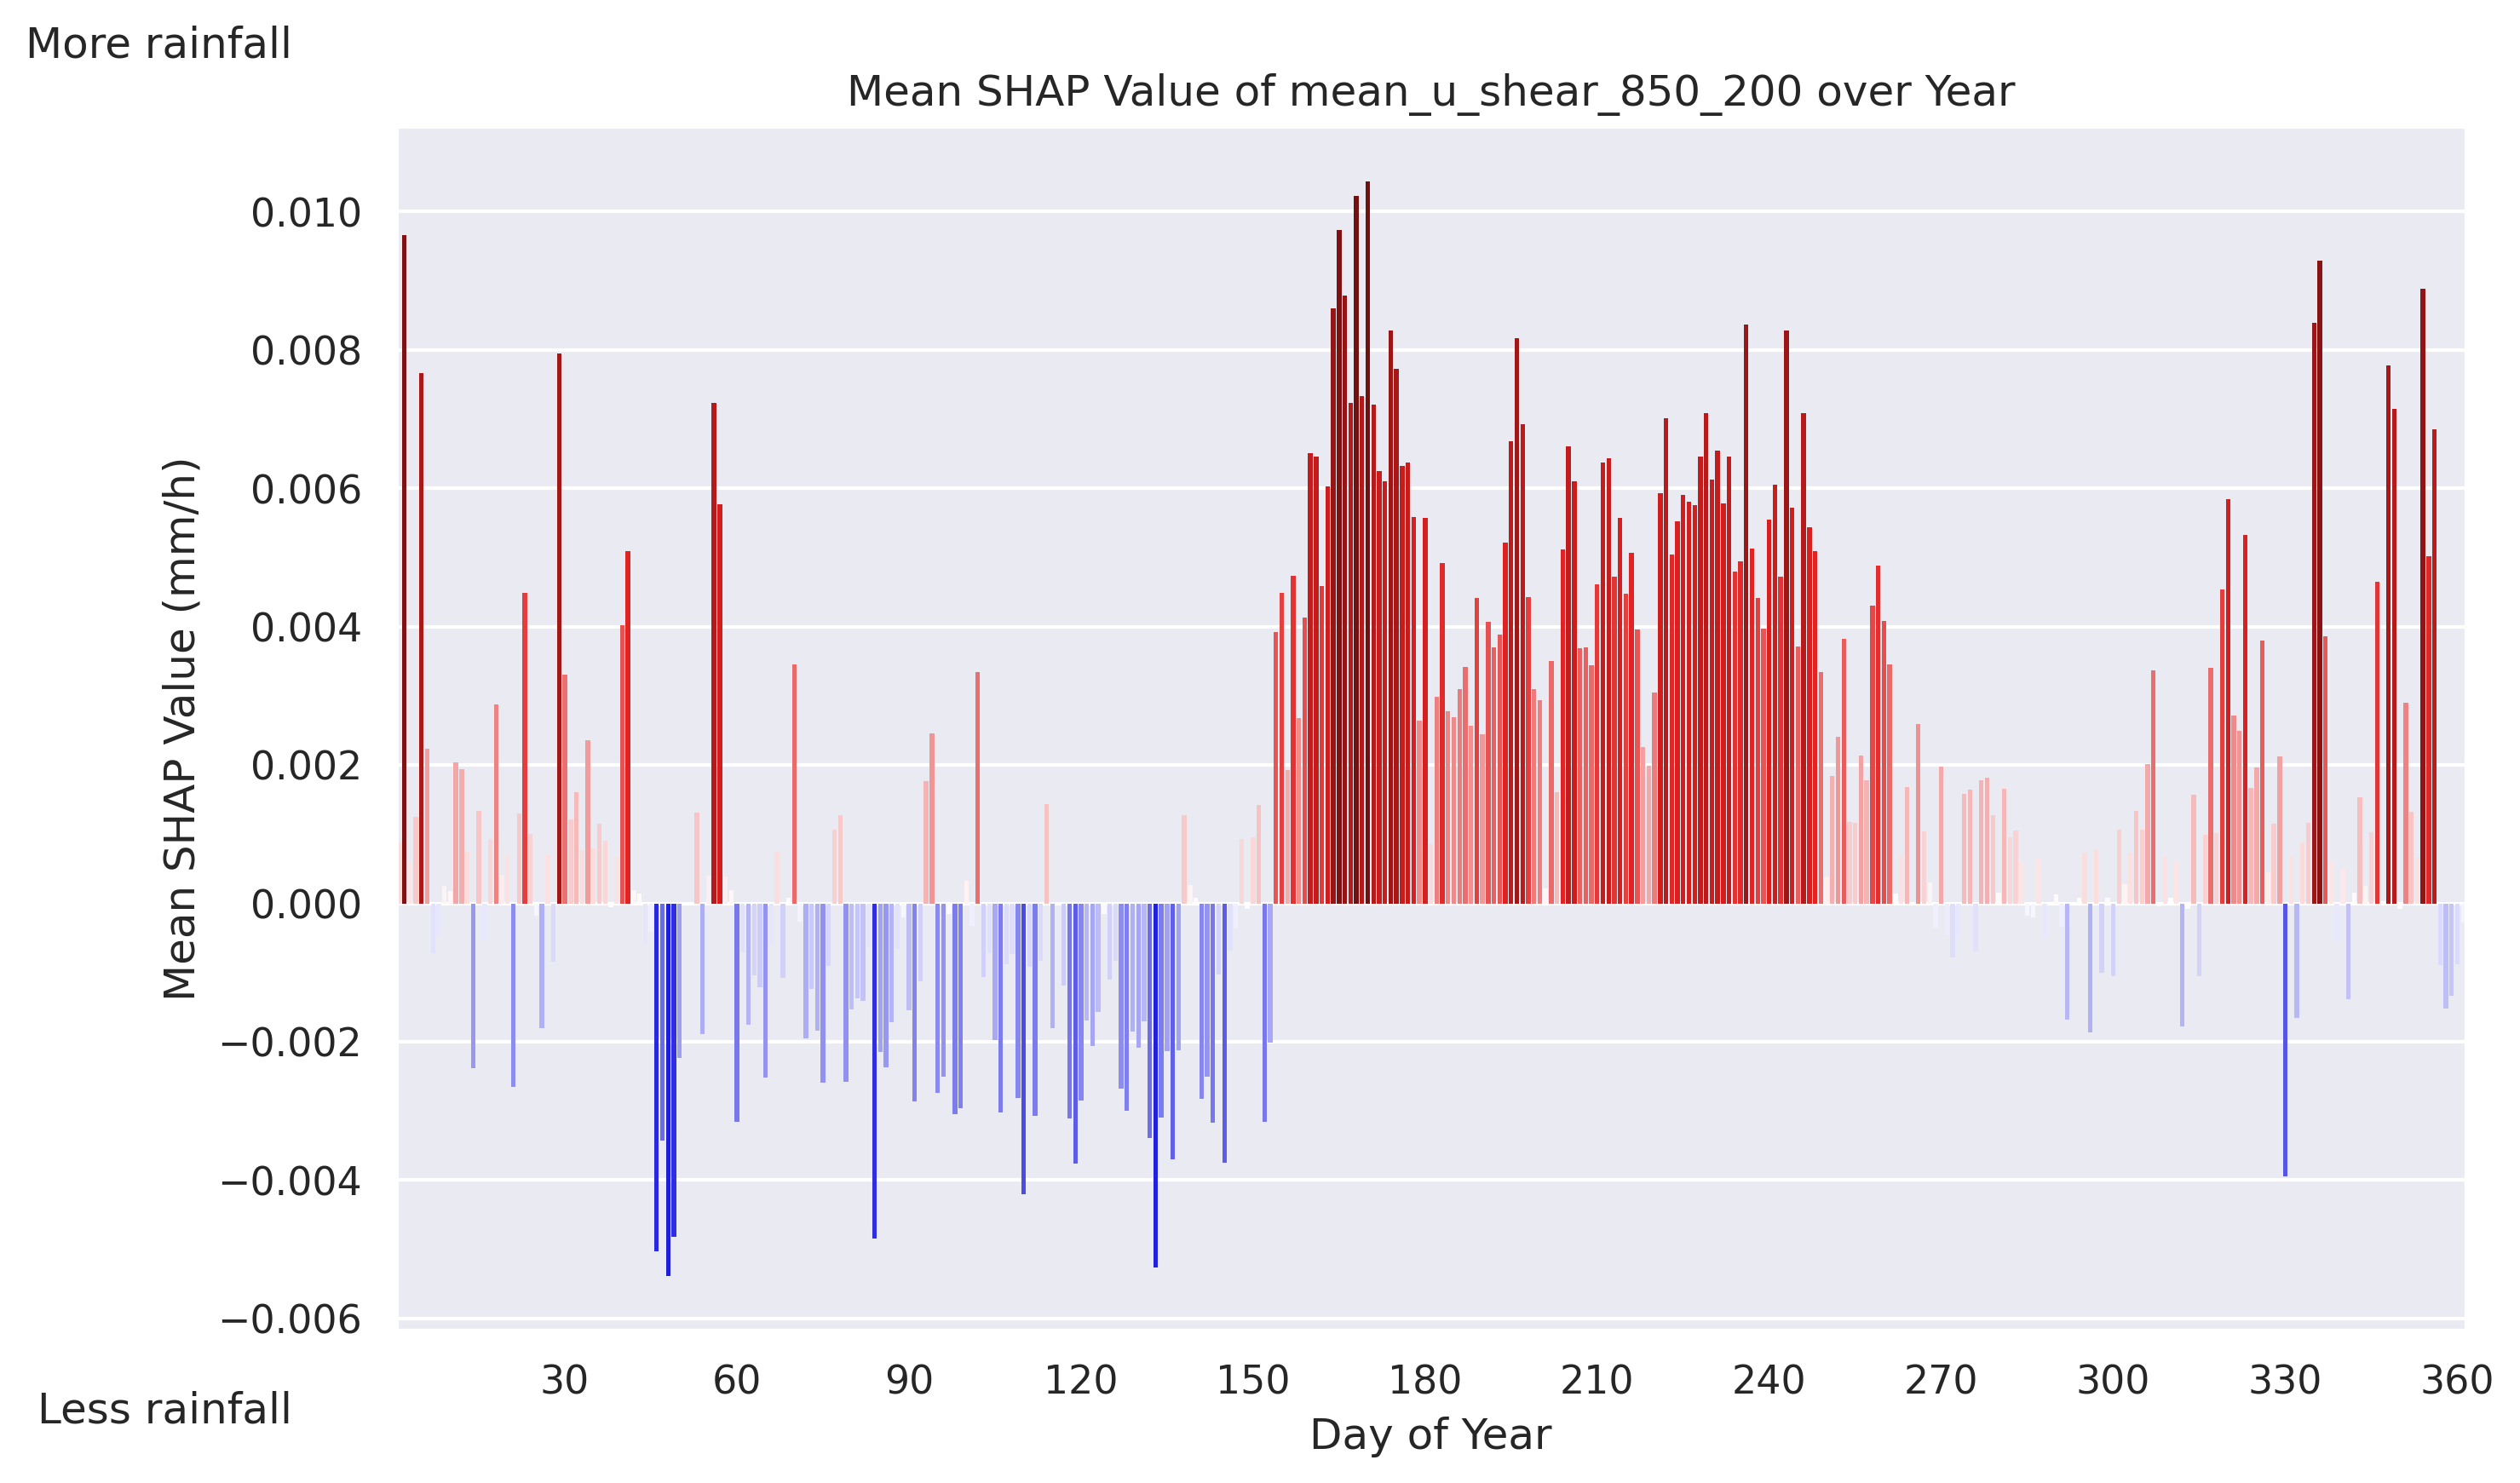 More rainfall
Mean SHAP Value of mean_u_shear_850_200 over Year
0.010
0.008
0.006
0.004
0.002
0.000
−0.002
−0.004
−0.006
Mean SHAP Value (mm/h)
30 60 90 120 150 180 210 240 270 300 330 360
Less rainfall
Day of Year